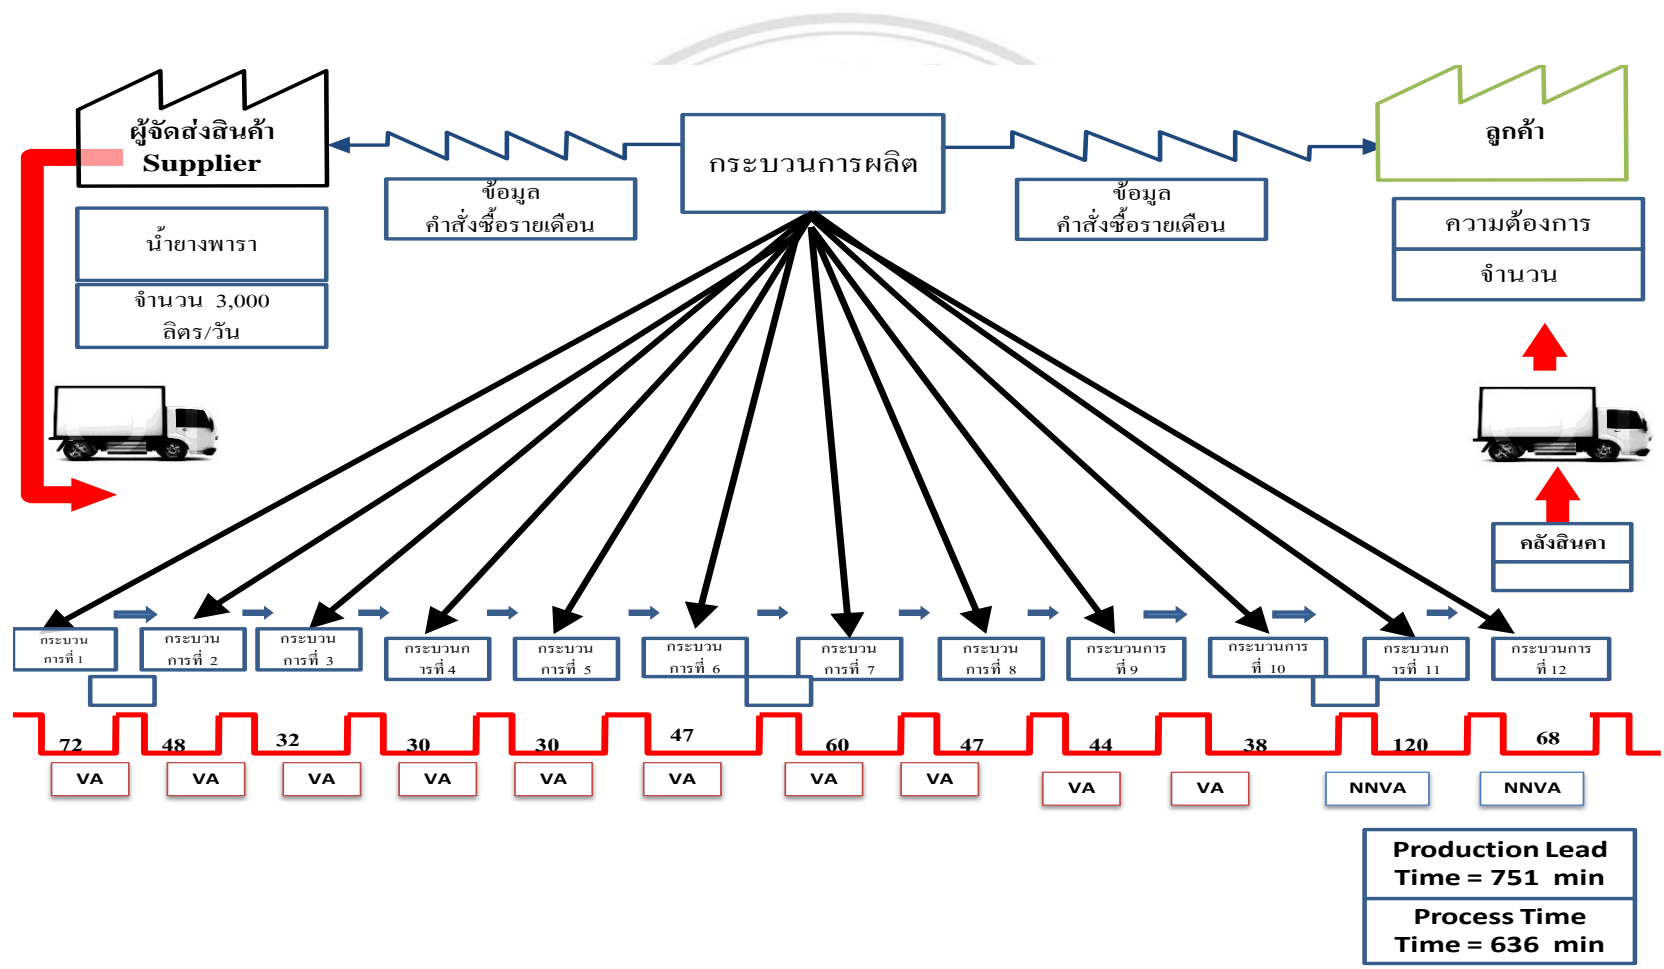 ผู้จัดส่งสินค้า
Supplier
กระบวนการผลิต
ลูกค้า
ข้อมูล
คำสั่งซื้อรายเดือน
ข้อมูล
คำสั่งซื้อรายเดือน
น้ำยางพารา
จำนวน 3,000
ลิตร/วัน
ความต้องการ
จำนวน
คลังสินคา
กระบวน
การที่ 1
กระบวน
การที่ 2
กระบวน
การที่ 3
กระบวนก
ารที่ 4
กระบวน
การที่ 5
กระบวน
การที่ 6
กระบวน
การที่ 7
กระบวน
การที่ 8
กระบวนการ
ที่ 9
กระบวนการ
ที่ 10
กระบวนก
ารที่ 11
กระบวนการ
ที่ 12
72 48 32 30 30 47 60 47 44 38 120 68
VA VA VA VA VA VA VA VA VA VA NNVA NNVA
Production Lead
Time = 751 min
Process Time
Time = 636 min